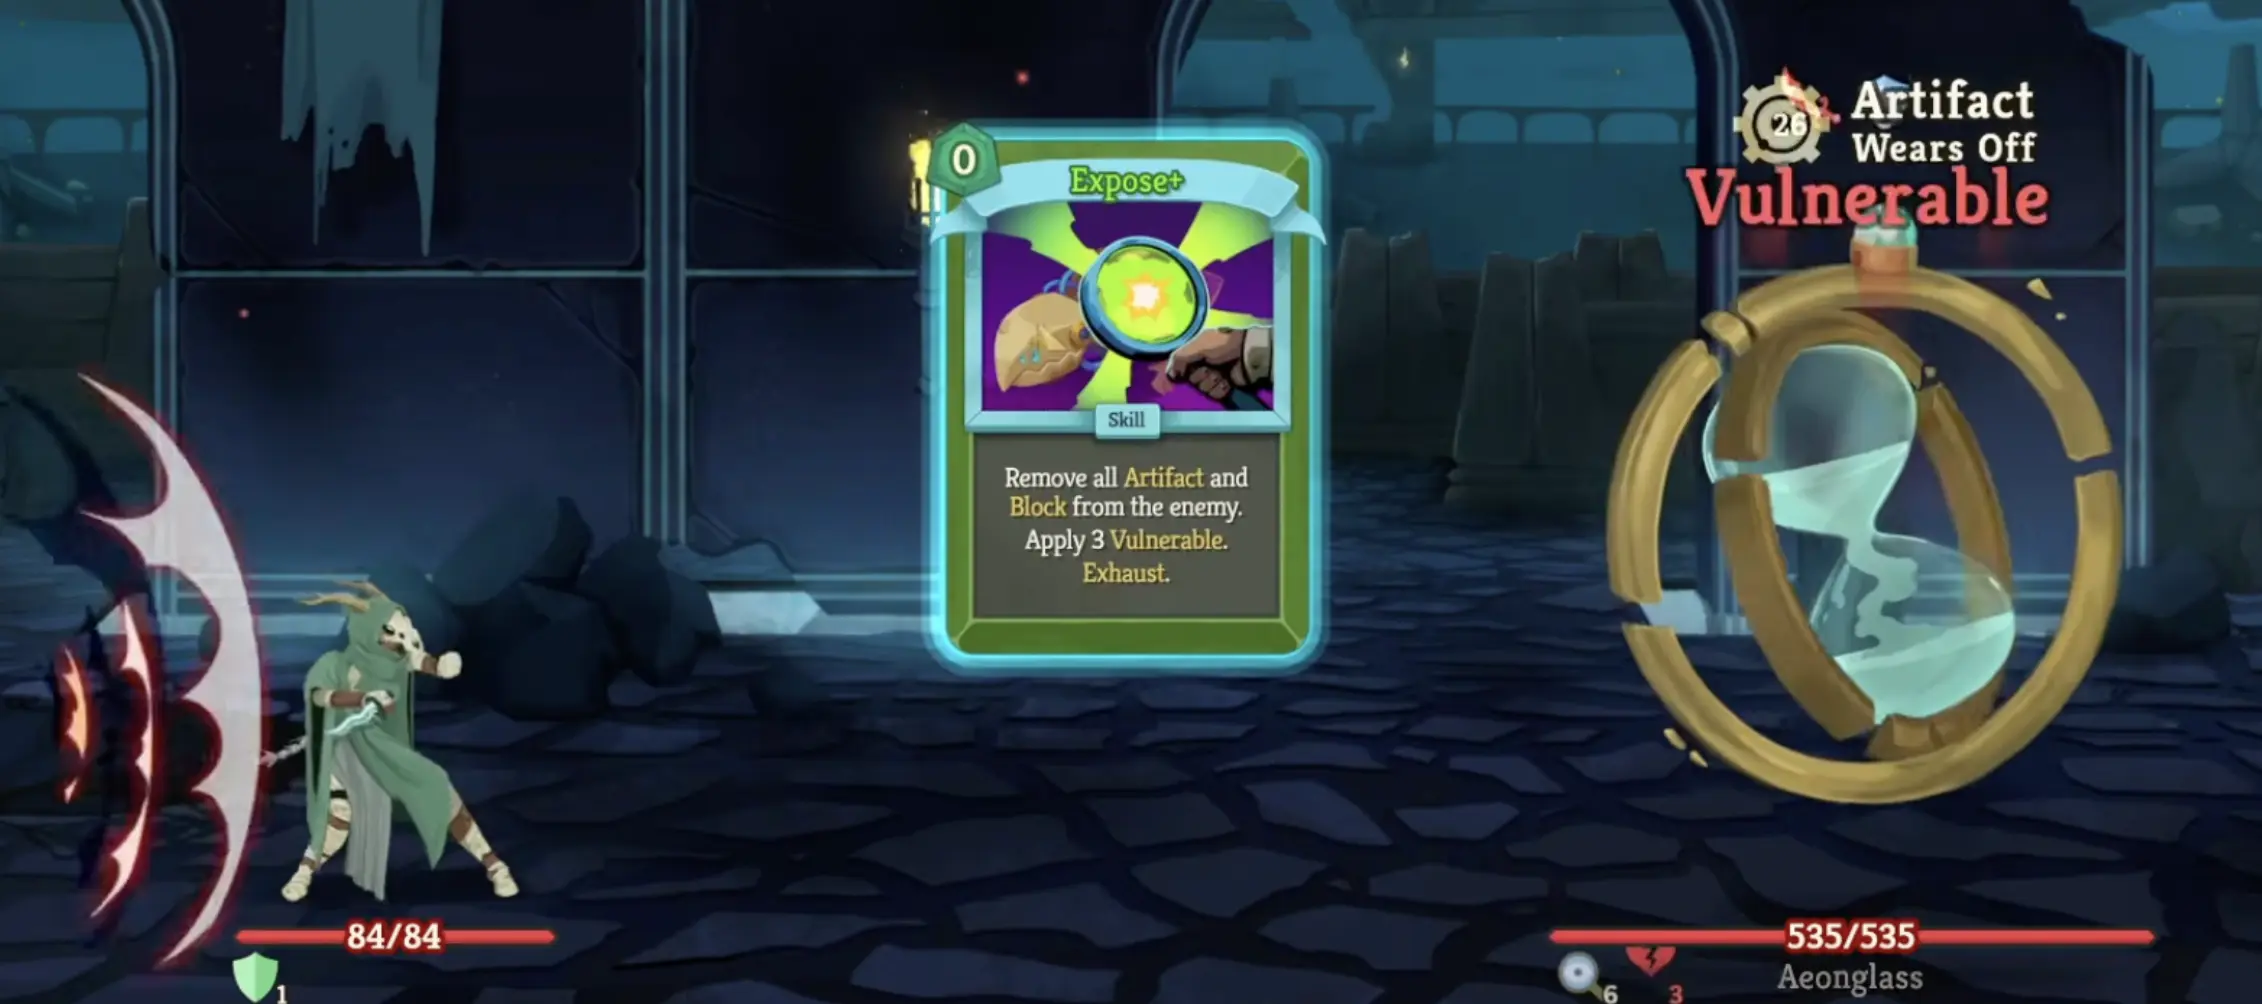 0
Expose+
Skill
Remove all Artifact and
Block from the enemy.
Apply 3 Vulnerable.
Exhaust.
26
Artifact
Wears Off
Vulnerable
84/84
1
535/535
Aeonglass
6
3